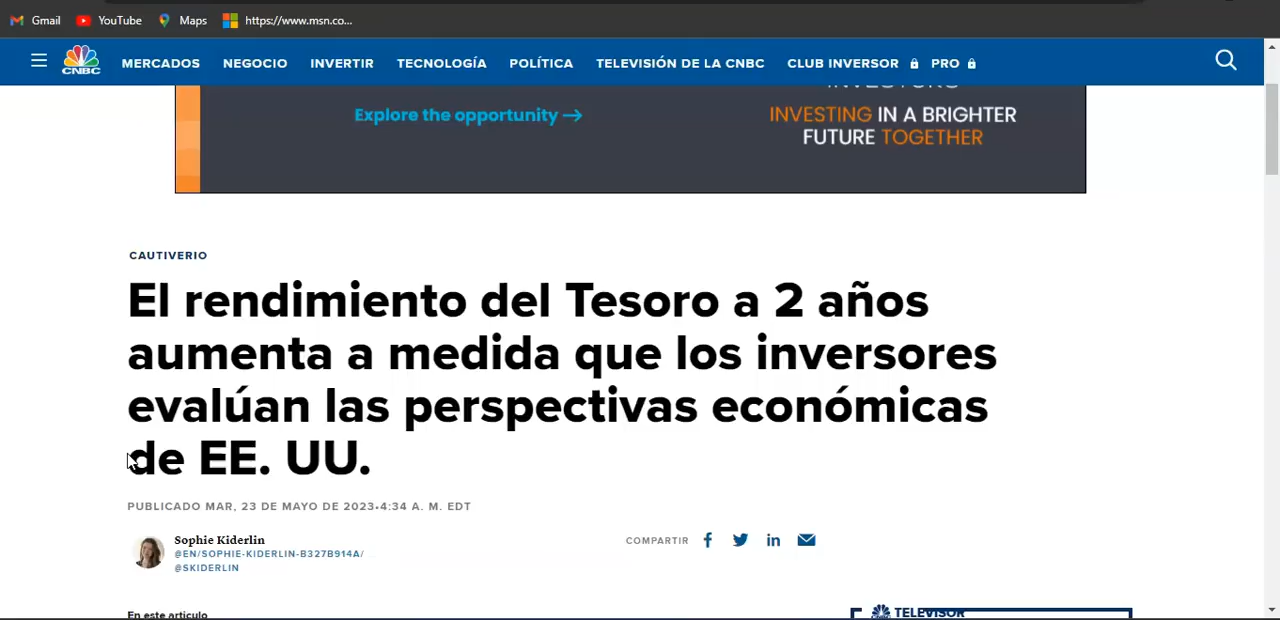 Gmail YouTube Maps https://www.msn.co...
CNBC MERCADOS NEGOCIO INVERTIR TECNOLOGÍA POLÍTICA TELEVISIÓN DE LA CNBC CLUB INVERSOR PRO
Explore the opportunity →
INVESTING IN A BRIGHTER
FUTURE TOGETHER
CAUTIVERIO
El rendimiento del Tesoro a 2 años
aumenta a medida que los inversores
evalúan las perspectivas económicas
de EE. UU.
PUBLICADO MAR, 23 DE MAYO DE 2023•4:34 A. M. EDT
Sophie Kiderlin
@EN/SOPHIE-KIDERLIN-B327B914A/
@SKIDERLIN
COMPARTIR
En este articulo
TELEVISOR